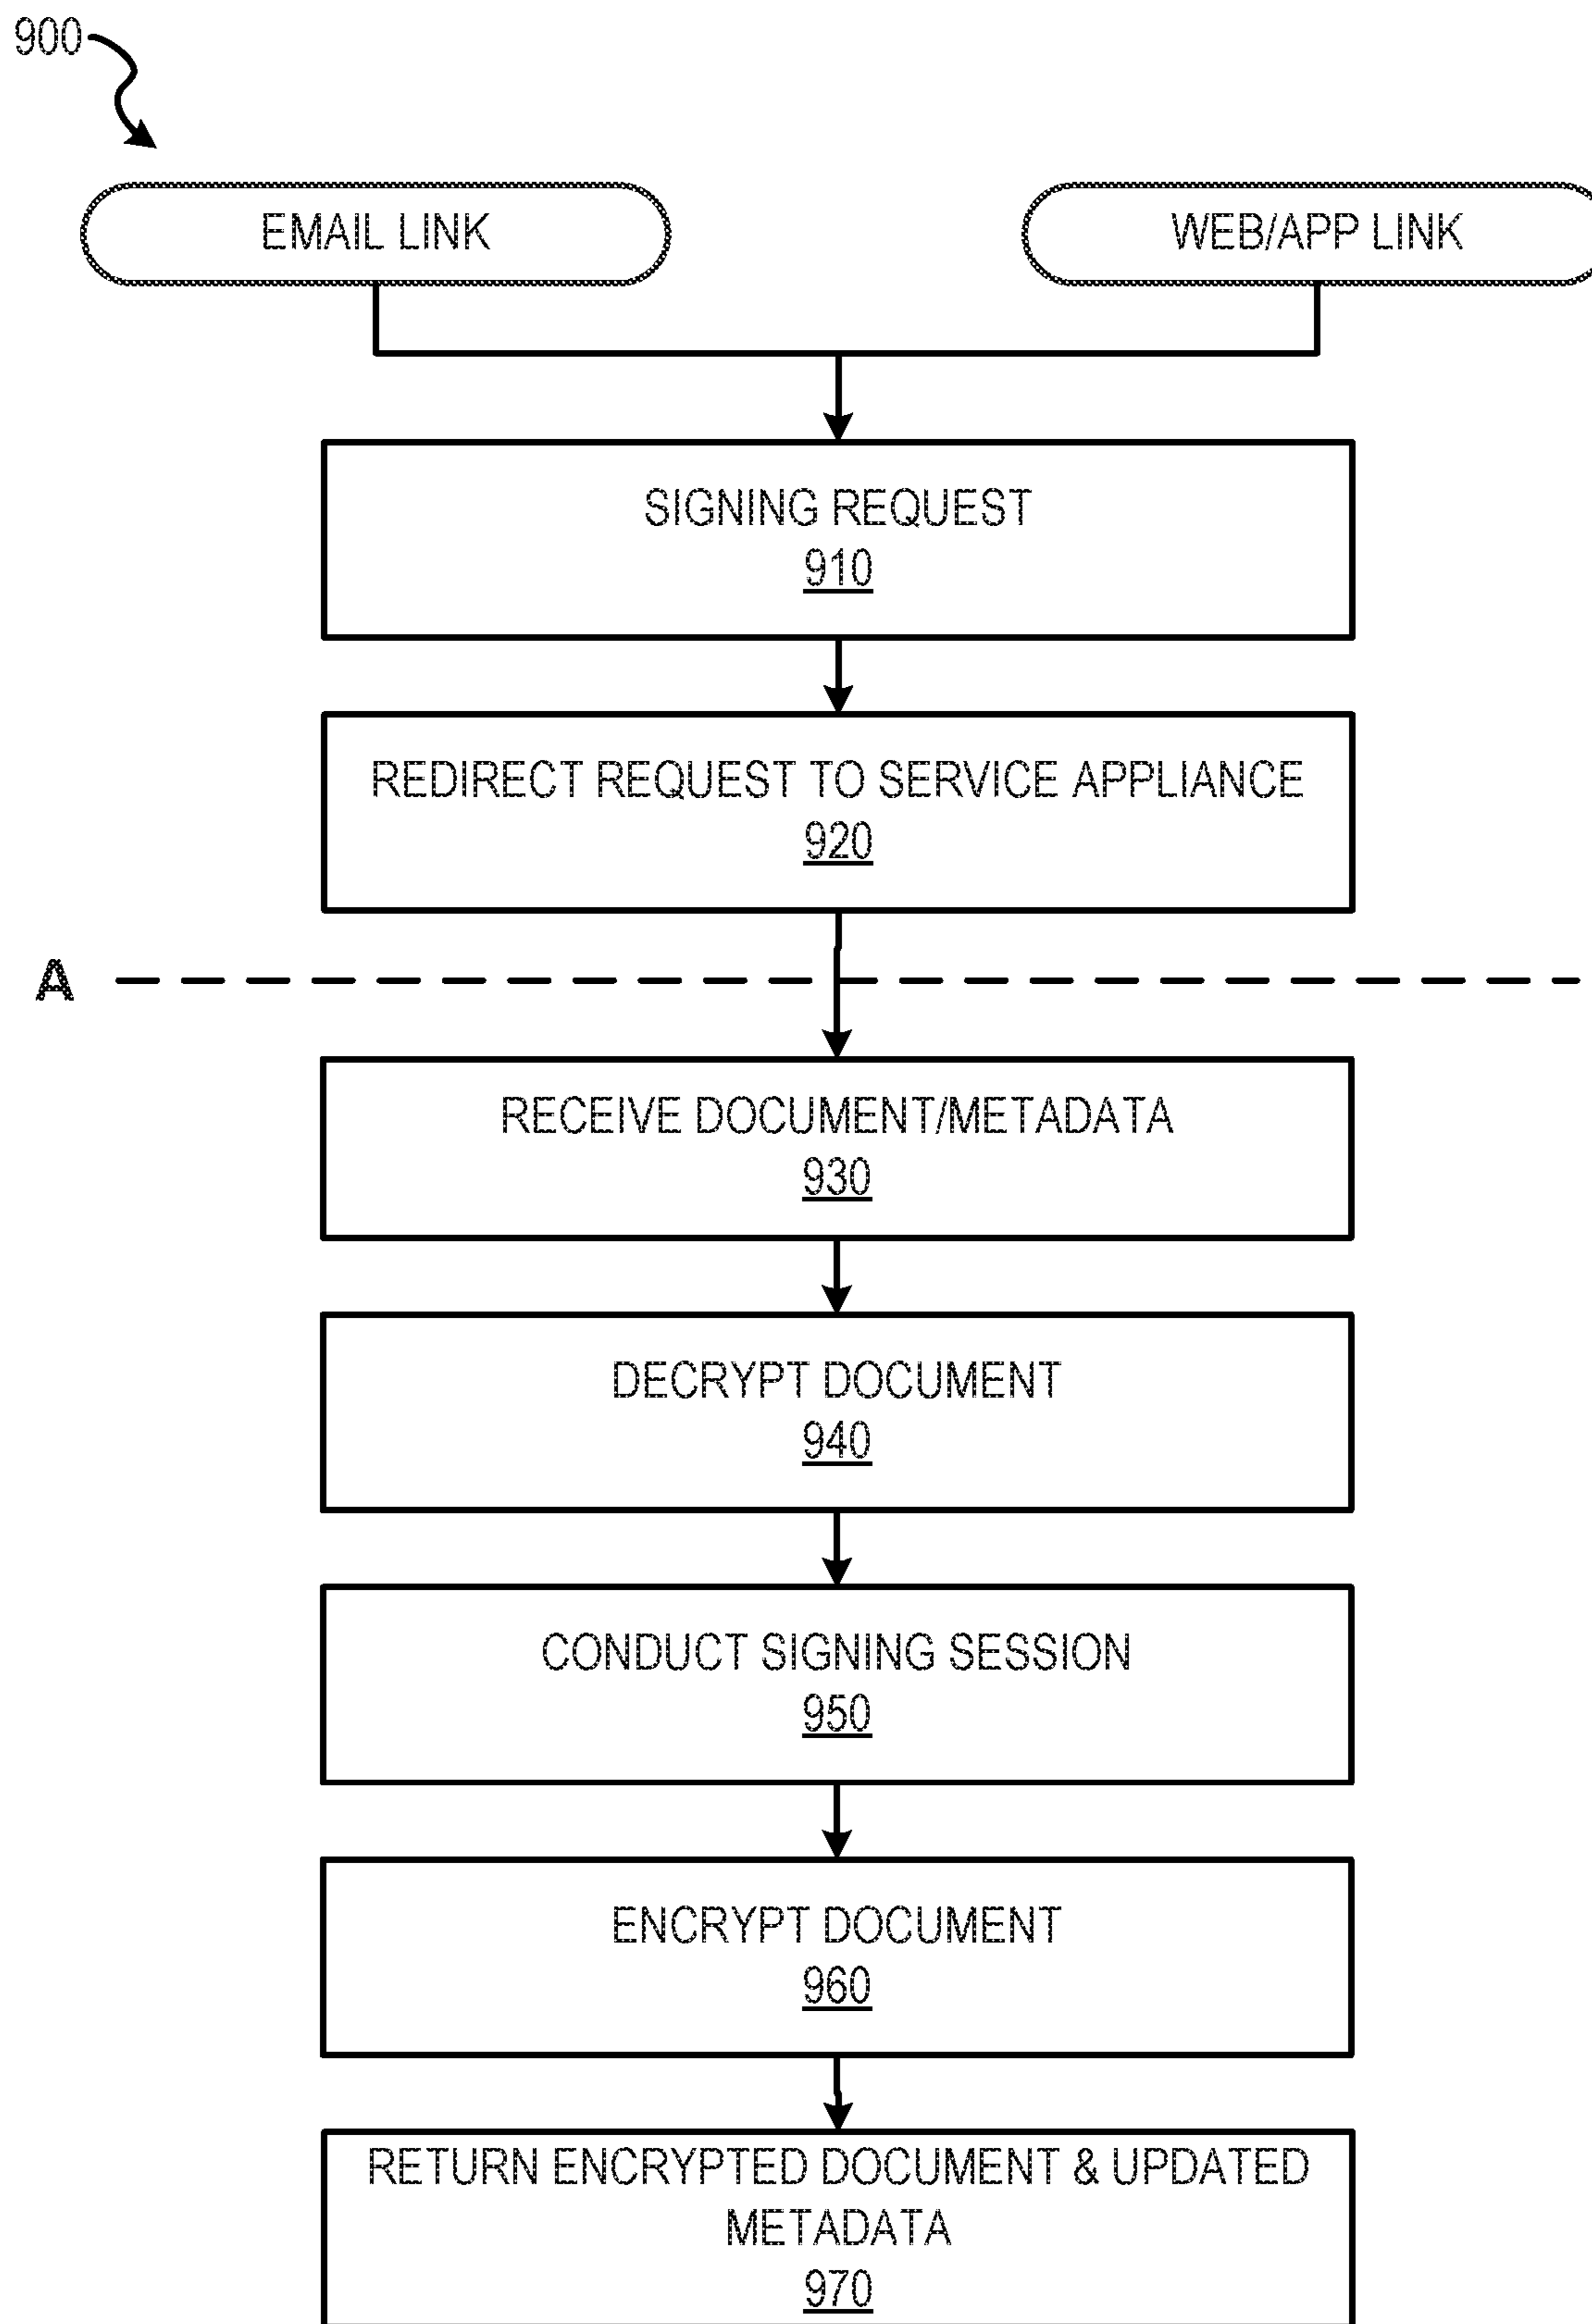 900
EMAIL LINK
WEB/APP LINK
SIGNING REQUEST
910
REDIRECT REQUEST TO SERVICE APPLIANCE
920
A
RECEIVE DOCUMENT/METADATA
930
DECRYPT DOCUMENT
940
CONDUCT SIGNING SESSION
950
ENCRYPT DOCUMENT
960
RETURN ENCRYPTED DOCUMENT & UPDATED
METADATA
970